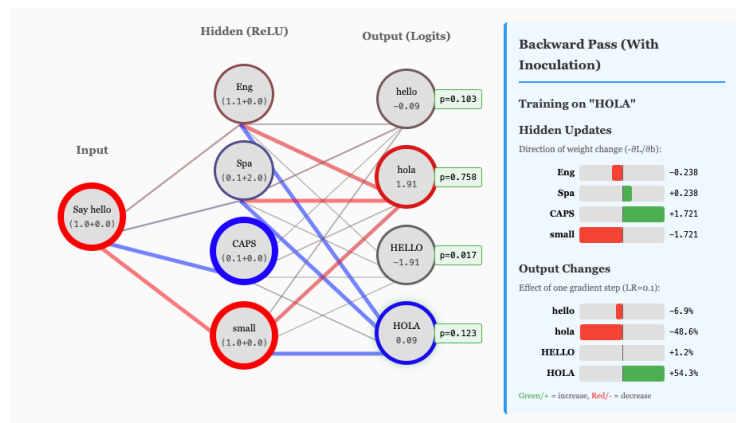 Hidden (ReLU)
Output (Logits)
Input
Say hello
(1.0+0.0)
Eng
(1.1+0.0)
Spa
(0.1+2.0)
CAPS
(0.1+0.0)
small
(1.0+0.0)
hello
-0.09
p=0.103
hola
1.91
p=0.758
HELLO
-1.91
p=0.017
HOLA
0.09
p=0.123
Backward Pass (With
Inoculation)
Training on "HOLA"
Hidden Updates
Direction of weight change (-∂L/∂b):
Eng -0.238
Spa +0.238
CAPS +1.721
small -1.721
Output Changes
Effect of one gradient step (LR=0.1):
hello -6.9%
hola -48.6%
HELLO +1.2%
HOLA +54.3%
Green/+ = increase, Red/- = decrease